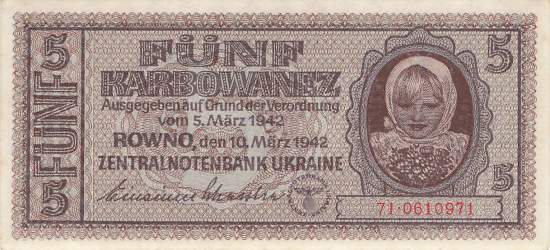 5 FÜNF 5
FÜNF
KARBOWANEZ
Ausgegeben auf Grund der Verordnung
vom 5. März 1942
ROWNO, den 10. März 1942
ZENTRALNOTENBANK UKRAINE
5
5
71·0610971